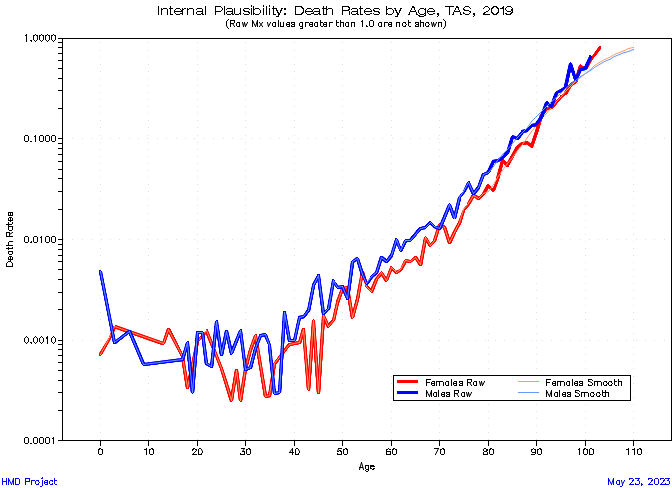 Internal Plausibility: Death Rates by Age, TAS, 2019
(Raw Mx values greater than 1.0 are not shown)
1.0000
0.1000
0.0100
0.0010
0.0001
Death Rates
0 10 20 30 40 50 60 70 80 90 100 110
Age
Females Raw Females Smooth
Males Raw Males Smooth
HMD Project May 23, 2023